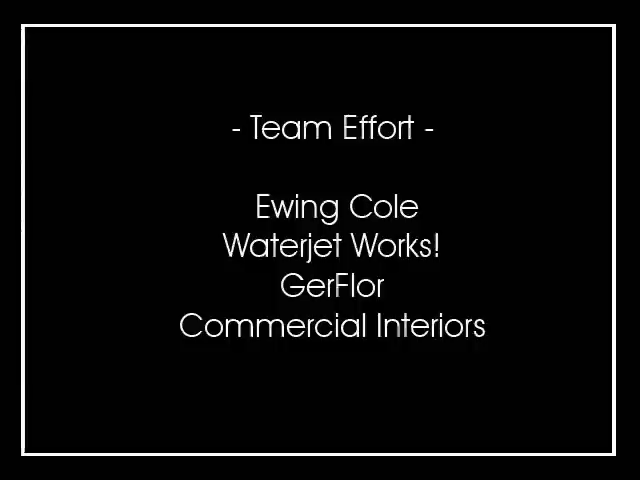 - Team Effort -
Ewing Cole
Waterjet Works!
GerFlor
Commercial Interiors